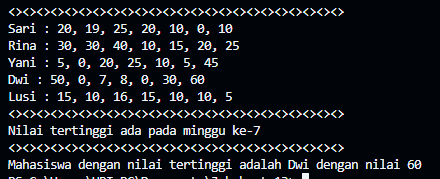 <><><><><><><><><><><><><><><><><><><><><>
Sari : 20, 19, 25, 20, 10, 0, 10
Rina : 30, 30, 40, 10, 15, 20, 25
Yani : 5, 0, 20, 25, 10, 5, 45
Dwi : 50, 0, 7, 8, 0, 30, 60
Lusi : 15, 10, 16, 15, 10, 10, 5
<><><><><><><><><><><><><><><><><><><><><>
Nilai tertinggi ada pada minggu ke-7
<><><><><><><><><><><><><><><><><><><><><>
Mahasiswa dengan nilai tertinggi adalah Dwi dengan nilai 60